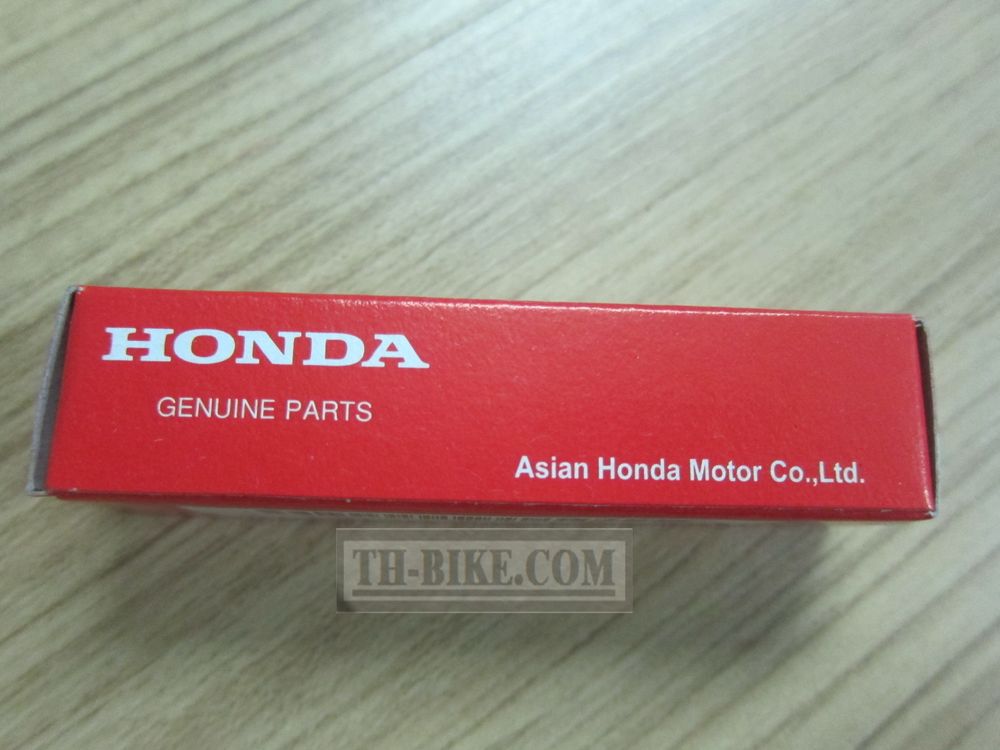 HONDA
GENUINE PARTS
Asian Honda Motor Co.,Ltd.
TH-BIKE.COM